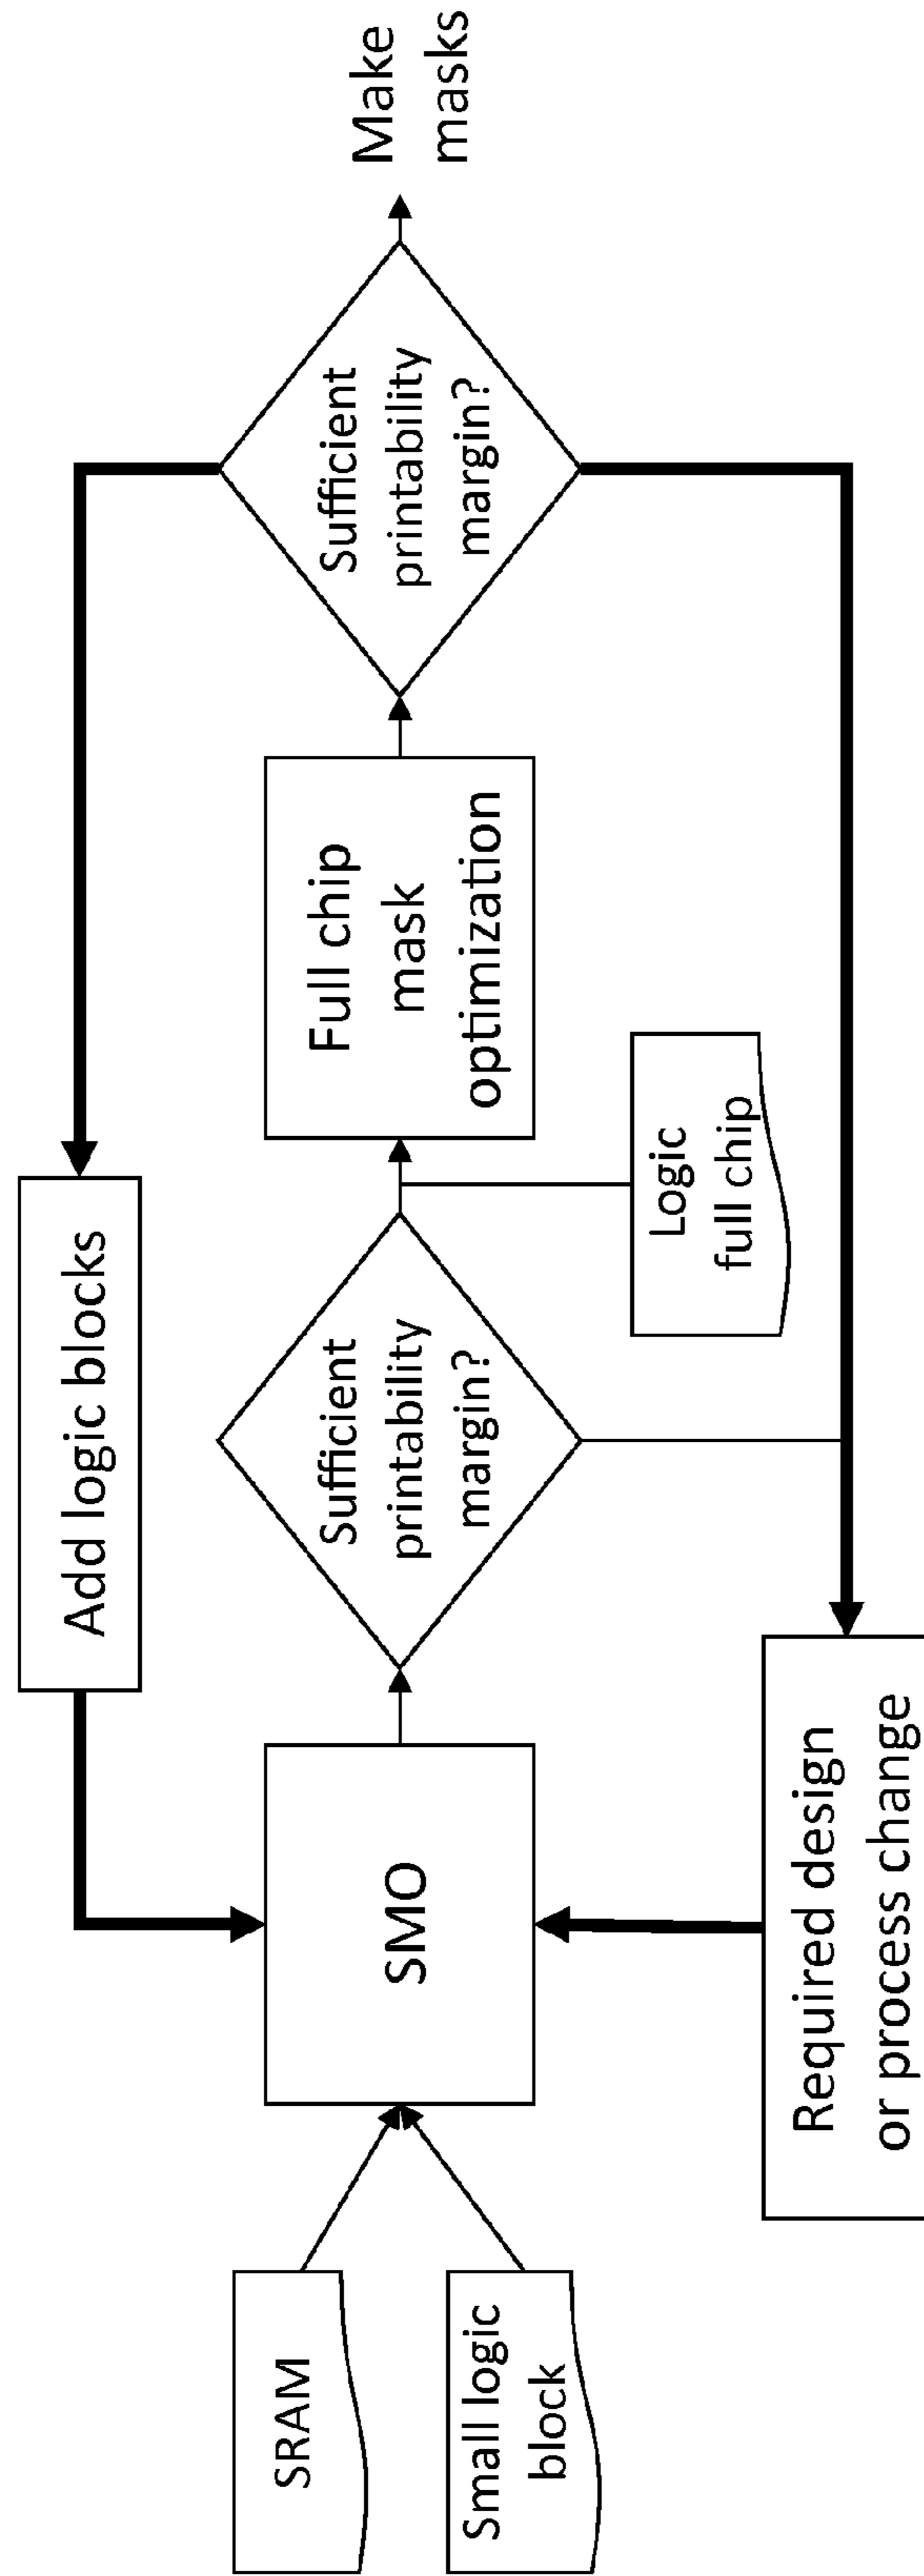 SRAM
Small logic
block
SMO
Add logic blocks
Required design
or process change
Sufficient
printability
margin?
Logic
full chip
Full chip
mask
optimization
Sufficient
printability
margin?
Make
masks